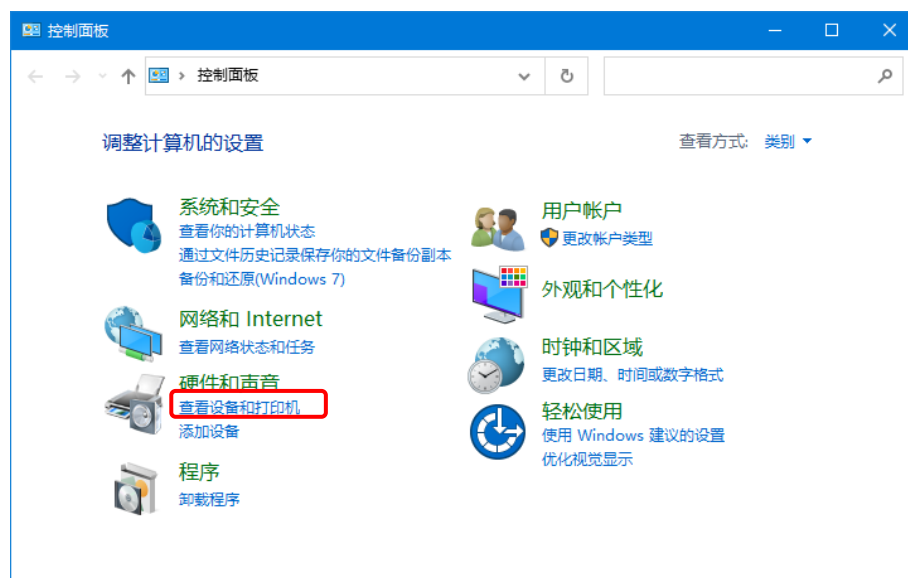 控制面板
控制面板
调整计算机的设置
查看方式: 类别
系统和安全
查看你的计算机状态
通过文件历史记录保存你的文件备份副本
备份和还原(Windows 7)
网络和 Internet
查看网络状态和任务
硬件和声音
查看设备和打印机
添加设备
程序
卸载程序
用户帐户
更改帐户类型
外观和个性化
时钟和区域
更改日期、时间或数字格式
轻松使用
使用 Windows 建议的设置
优化视觉显示